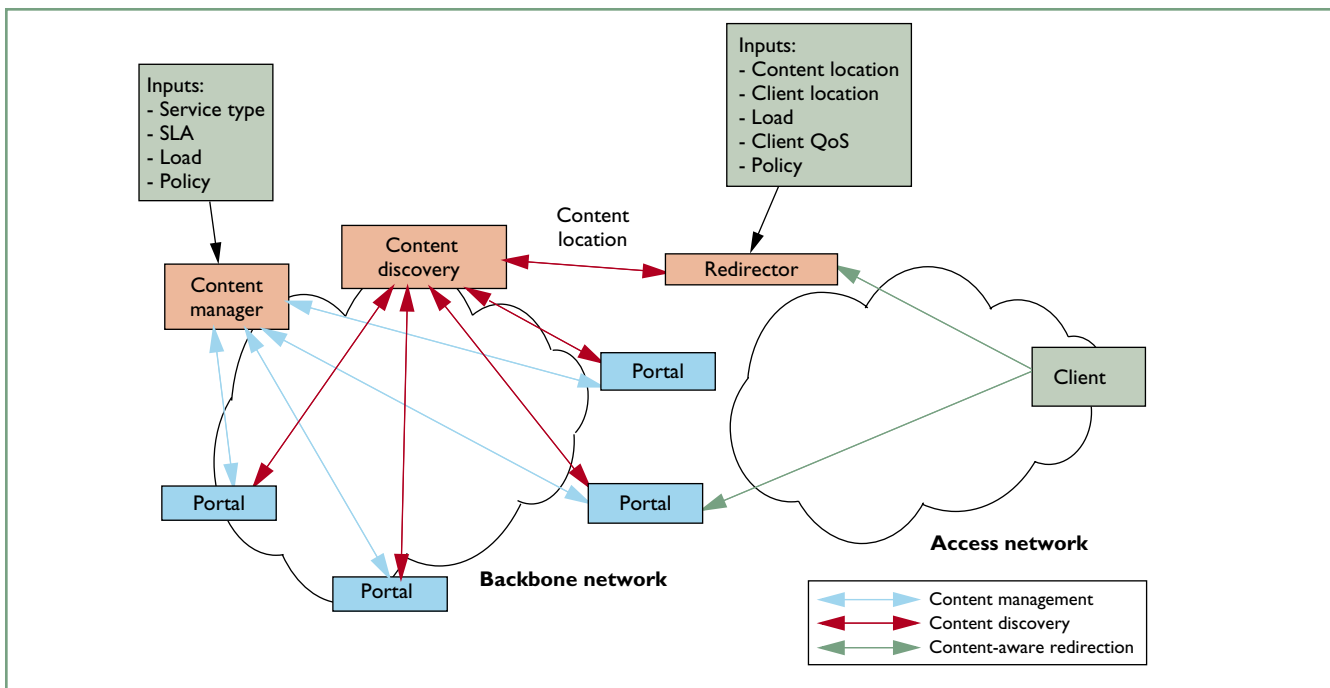 Inputs:
- Service type
- SLA
- Load
- Policy
Inputs:
- Content location
- Client location
- Load
- Client QoS
- Policy
Content
location
Content
discovery
Redirector
Content
manager
Portal
Client
Portal
Portal
Access network
Backbone network
Portal
Content management
Content discovery
Content-aware redirection